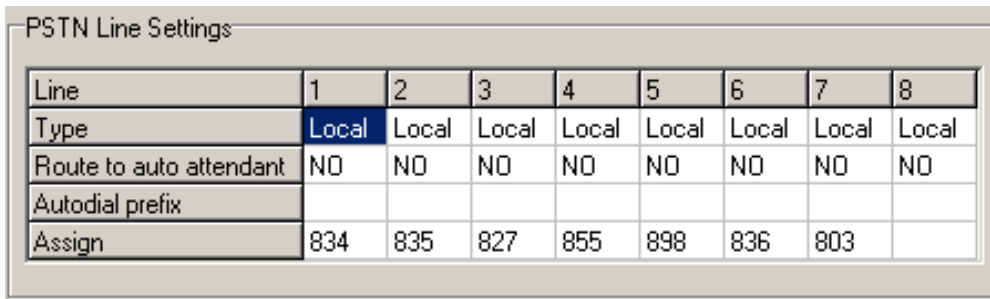 PSTN Line Settings
Line 1 2 3 4 5 6 7 8
Type Local Local Local Local Local Local Local Local
Route to auto attendant NO NO NO NO NO NO NO NO
Autodial prefix
Assign 834 835 827 855 898 836 803